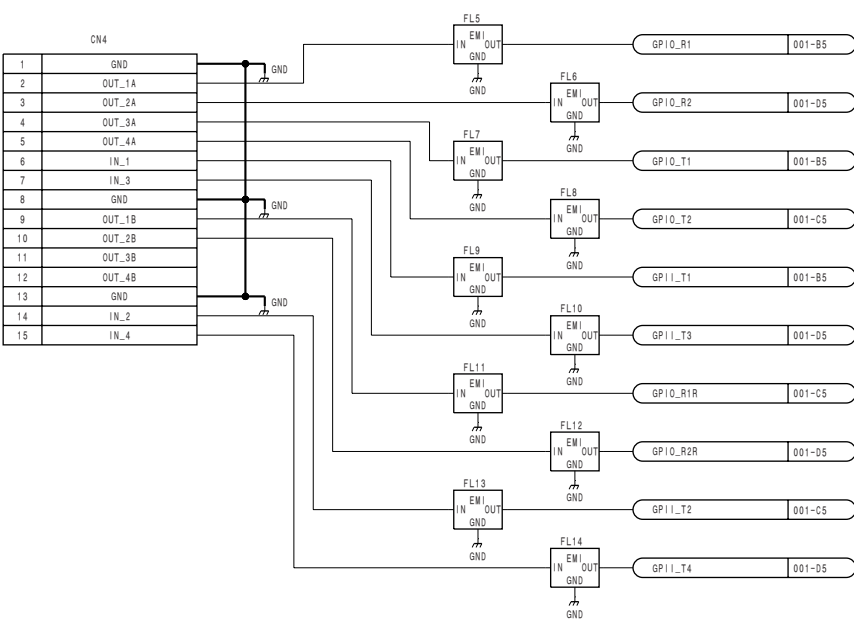 CN4
1 GND
2 OUT_1A
3 OUT_2A
4 OUT_3A
5 OUT_4A
6 IN_1
7 IN_3
8 GND
9 OUT_1B
10 OUT_2B
11 OUT_3B
12 OUT_4B
13 GND
14 IN_2
15 IN_4
GND
GND
GND
FL5
EMI
IN OUT
GND
GND
GPIO_R1 001-B5
FL6
EMI
IN OUT
GND
GND
GPIO_R2 001-D5
FL7
EMI
IN OUT
GND
GND
GPIO_T1 001-B5
FL8
EMI
IN OUT
GND
GND
GPIO_T2 001-C5
FL9
EMI
IN OUT
GND
GND
GPII_T1 001-B5
FL10
EMI
IN OUT
GND
GND
GPII_T3 001-D5
FL11
EMI
IN OUT
GND
GND
GPIO_R1R 001-C5
FL12
EMI
IN OUT
GND
GND
GPIO_R2R 001-D5
FL13
EMI
IN OUT
GND
GND
GPII_T2 001-C5
FL14
EMI
IN OUT
GND
GND
GPII_T4 001-D5